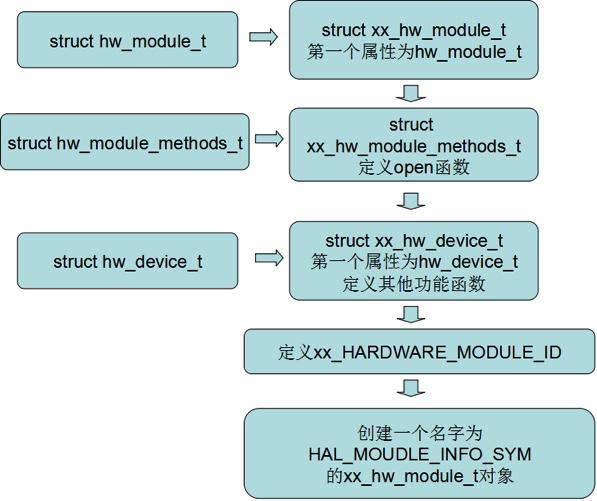 struct hw_module_t
struct xx_hw_module_t
第一个属性为hw_module_t
struct hw_module_methods_t
struct
xx_hw_module_methods_t
定义open函数
struct hw_device_t
struct xx_hw_device_t
第一个属性为hw_device_t
定义其他功能函数
定义xx_HARDWARE_MODULE_ID
创建一个名字为
HAL_MOUDLE_INFO_SYM
的xx_hw_module_t对象